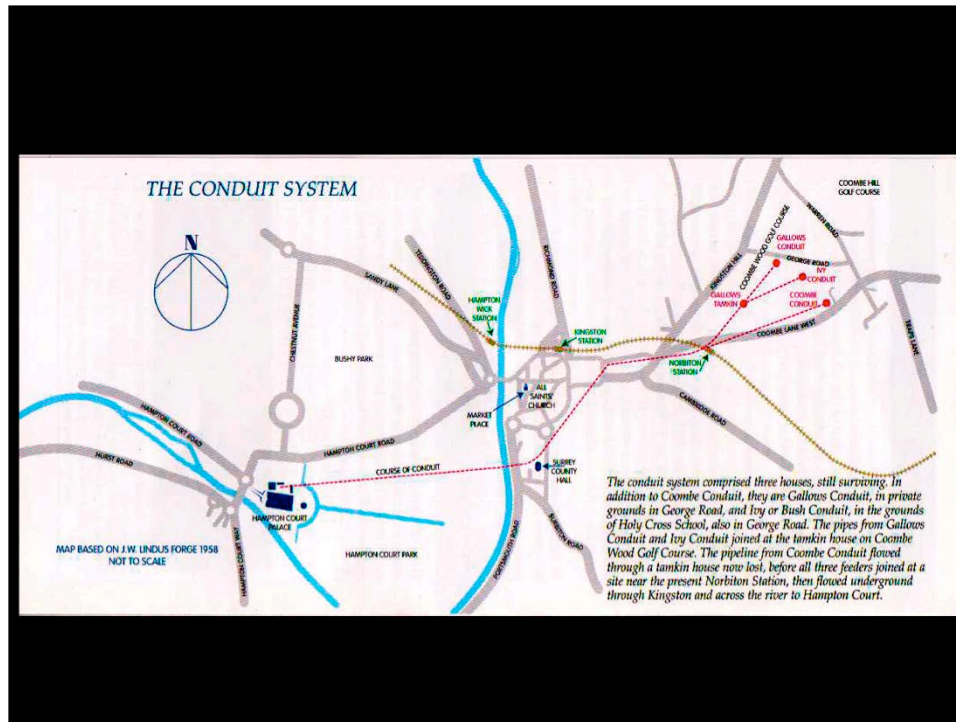 THE CONDUIT SYSTEM
N
COOMBE HILL
GOLF COURSE
WARREN ROAD
COOMBE WOOD GOLF COURSE
GALLOWS
CONDUIT
GEORGE ROAD
IVY
CONDUIT
KINGSTON HILL
RICHMOND ROAD
TEDDINGTON ROAD
SANDY LANE
GALLOWS
TAMKIN
COOMBE
CONDUIT
HAMPTON
WICK
STATION
CHESTNUT AVENUE
KINGSTON
STATION
COOMBE LANE WEST
TRAPS LANE
BUSHY PARK
NORBITON
STATION
ALL
SAINTS'
CHURCH
MARKET
PLACE
CAMBRIDGE ROAD
HAMPTON COURT ROAD
HAMPTON COURT ROAD
HURST ROAD
COURSE OF CONDUIT
SURREY
COUNTY
HALL
HAMPTON COURT
PALACE
HAMPTON COURT WAY
PORTSMOUTH ROAD
SURBITON ROAD
HAMPTON COURT PARK
MAP BASED ON J.W. LINDUS FORGE 1958
NOT TO SCALE
The conduit system comprised three houses, still surviving. In
addition to Coombe Conduit, they are Gallows Conduit, in private
grounds in George Road, and Ivy or Bush Conduit, in the grounds
of Holy Cross School, also in George Road. The pipes from Gallows
Conduit and Ivy Conduit joined at the tamkin house on Coombe
Wood Golf Course. The pipeline from Coombe Conduit flowed
through a tamkin house now lost, before all three feeders joined at a
site near the present Norbiton Station, then flowed underground
through Kingston and across the river to Hampton Court.